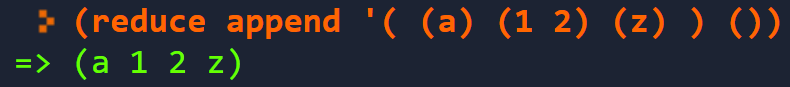 (reduce append '( (a) (1 2) (z) ) ())
=> (a 1 2 z)